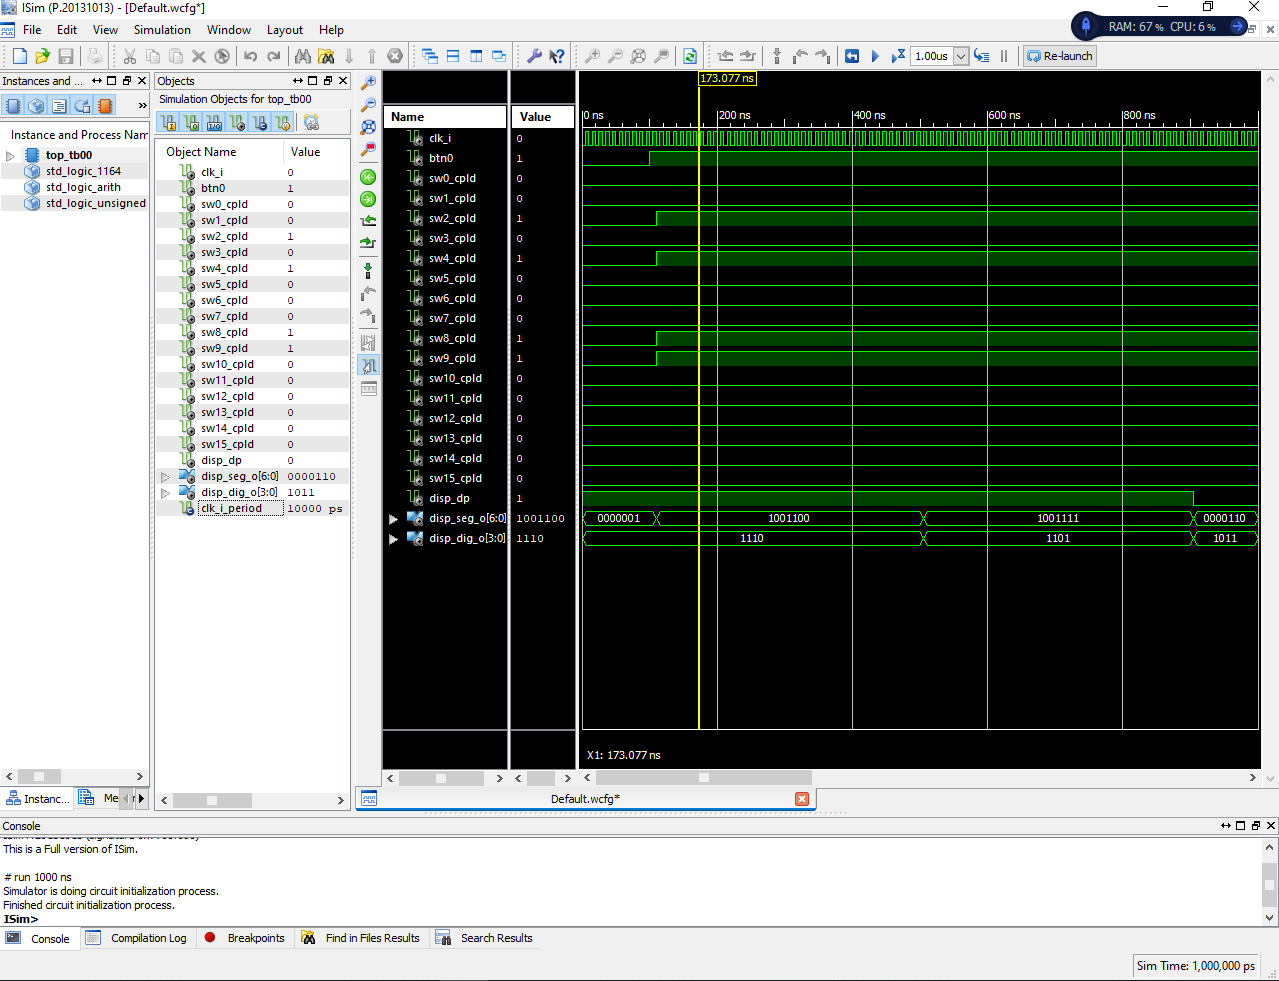 ISim (P.20131013) - [Default.wcfg*]
File Edit View Simulation Window Layout Help
RAM: 67 % CPU: 6 %
1.00us
Re-launch
Instances and ...
Objects
Simulation Objects for top_tb00
Instance and Process Nam
top_tb00
std_logic_1164
std_logic_arith
std_logic_unsigned
Object Name Value
clk_i 0
btn0 1
sw0_cpld 0
sw1_cpld 0
sw2_cpld 1
sw3_cpld 0
sw4_cpld 1
sw5_cpld 0
sw6_cpld 0
sw7_cpld 0
sw8_cpld 1
sw9_cpld 1
sw10_cpld 0
sw11_cpld 0
sw12_cpld 0
sw13_cpld 0
sw14_cpld 0
sw15_cpld 0
disp_dp 0
disp_seg_o[6:0] 0000110
disp_dig_o[3:0] 1011
clk_i_period 10000 ps
173.077 ns
Name Value
0 ns 200 ns 400 ns 600 ns 800 ns
clk_i 0
btn0 1
sw0_cpld 0
sw1_cpld 0
sw2_cpld 1
sw3_cpld 0
sw4_cpld 1
sw5_cpld 0
sw6_cpld 0
sw7_cpld 0
sw8_cpld 1
sw9_cpld 1
sw10_cpld 0
sw11_cpld 0
sw12_cpld 0
sw13_cpld 0
sw14_cpld 0
sw15_cpld 0
disp_dp 1
disp_seg_o[6:0] 1001100 0000001 1001100 1001111 0000110
disp_dig_o[3:0] 1110 1110 1101 1011
X1: 173.077 ns
Instanc...
Default.wcfg*
Console
This is a Full version of ISim.
# run 1000 ns
Simulator is doing circuit initialization process.
Finished circuit initialization process.
ISim>
Console Compilation Log Breakpoints Find in Files Results Search Results
Sim Time: 1,000,000 ps